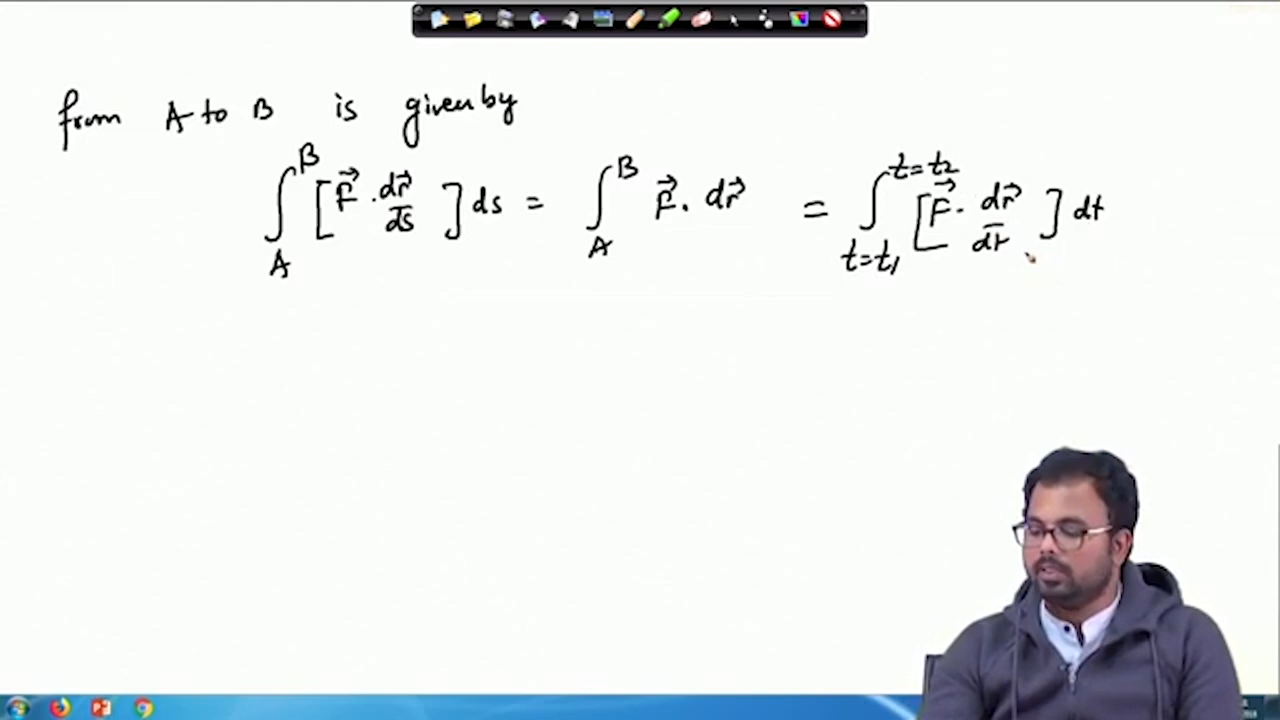 from A to B is given by
∫_A^B [F⃗ · dr⃗/ds] ds = ∫_A^B F⃗ · dr⃗ = ∫_{t=t₁}^{t=t₂} [F⃗ · dr⃗/dt] dt